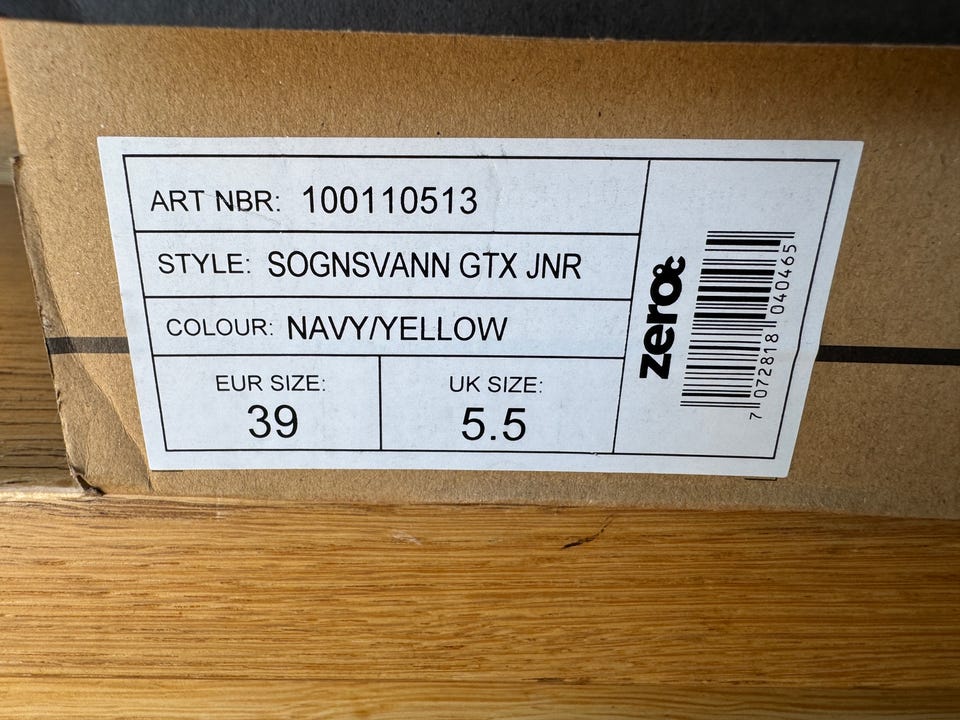 ART NBR: 100110513
STYLE: SOGNSVANN GTX JNR
COLOUR: NAVY/YELLOW
EUR SIZE:
39
UK SIZE:
5.5
zero°c
7 072818 040465